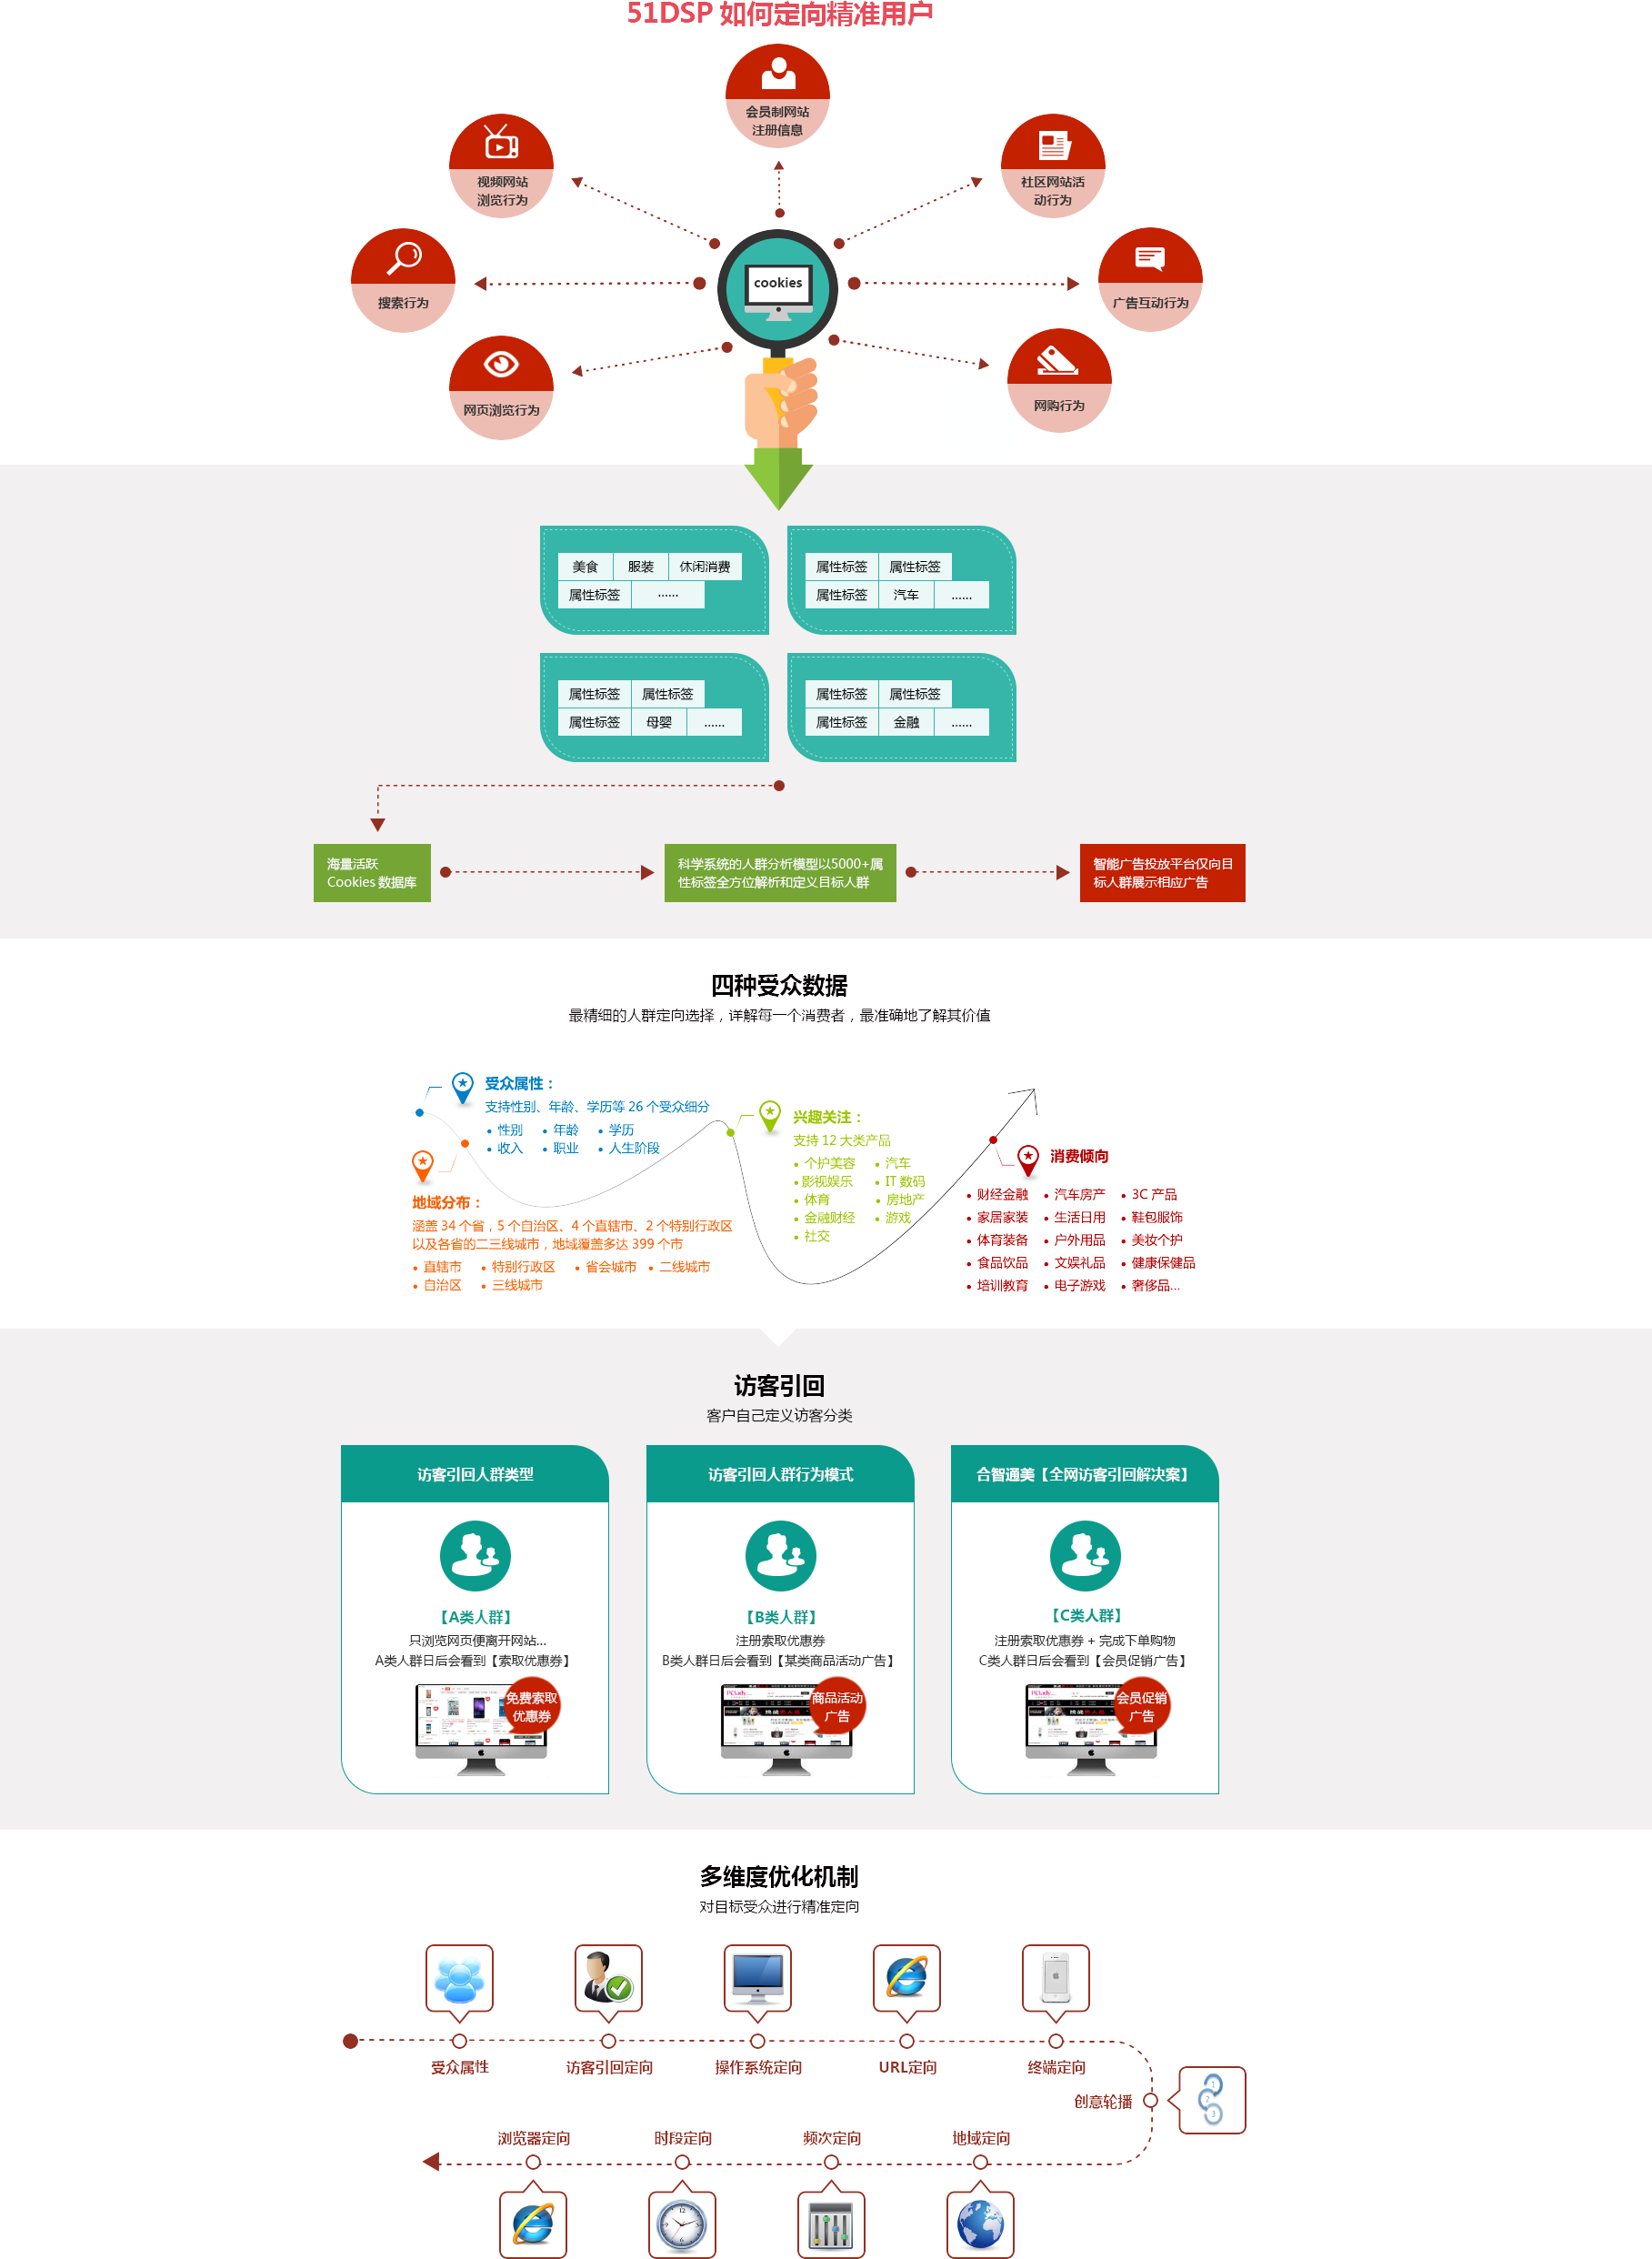 51DSP 如何定向精准用户
会员制网站
注册信息
视频网站
浏览行为
社区网站活
动行为
搜索行为
cookies
广告互动行为
网页浏览行为
网购行为
美食 服装 休闲消费
属性标签 ......
属性标签 属性标签
属性标签 汽车 ......
属性标签 属性标签
属性标签 母婴 ......
属性标签 属性标签
属性标签 金融 ......
海量活跃
Cookies 数据库
科学系统的人群分析模型以5000+属
性标签全方位解析和定义目标人群
智能广告投放平台仅向目
标人群展示相应广告
四种受众数据
最精细的人群定向选择，详解每一个消费者，最准确地了解其价值
受众属性：
支持性别、年龄、学历等 26 个受众细分
• 性别 • 年龄 • 学历
• 收入 • 职业 • 人生阶段
地域分布：
涵盖 34 个省，5 个自治区、4 个直辖市、2 个特别行政区
以及各省的二三线城市，地域覆盖多达 399 个市
• 直辖市 • 特别行政区 • 省会城市 • 二线城市
• 自治区 • 三线城市
兴趣关注：
支持 12 大类产品
• 个护美容 • 汽车
• 影视娱乐 • IT 数码
• 体育 • 房地产
• 金融财经 • 游戏
• 社交
消费倾向
• 财经金融 • 汽车房产 • 3C 产品
• 家居家装 • 生活日用 • 鞋包服饰
• 体育装备 • 户外用品 • 美妆个护
• 食品饮品 • 文娱礼品 • 健康保健品
• 培训教育 • 电子游戏 • 奢侈品...
访客引回
客户自己定义访客分类
访客引回人群类型
【A类人群】
只浏览网页便离开网站...
A类人群日后会看到【索取优惠券】
免费索取
优惠券
访客引回人群行为模式
【B类人群】
注册索取优惠券
B类人群日后会看到【某类商品活动广告】
商品活动
广告
合智逼美【全网访客引回解决案】
【C类人群】
注册索取优惠券 + 完成下单购物
C类人群日后会看到【会员促销广告】
会员促销
广告
多维度优化机制
对目标受众进行精准定向
受众属性 访客引回定向 操作系统定向 URL定向 终端定向
创意轮播
1
2
3
浏览器定向 时段定向 频次定向 地域定向
12
3
6
9